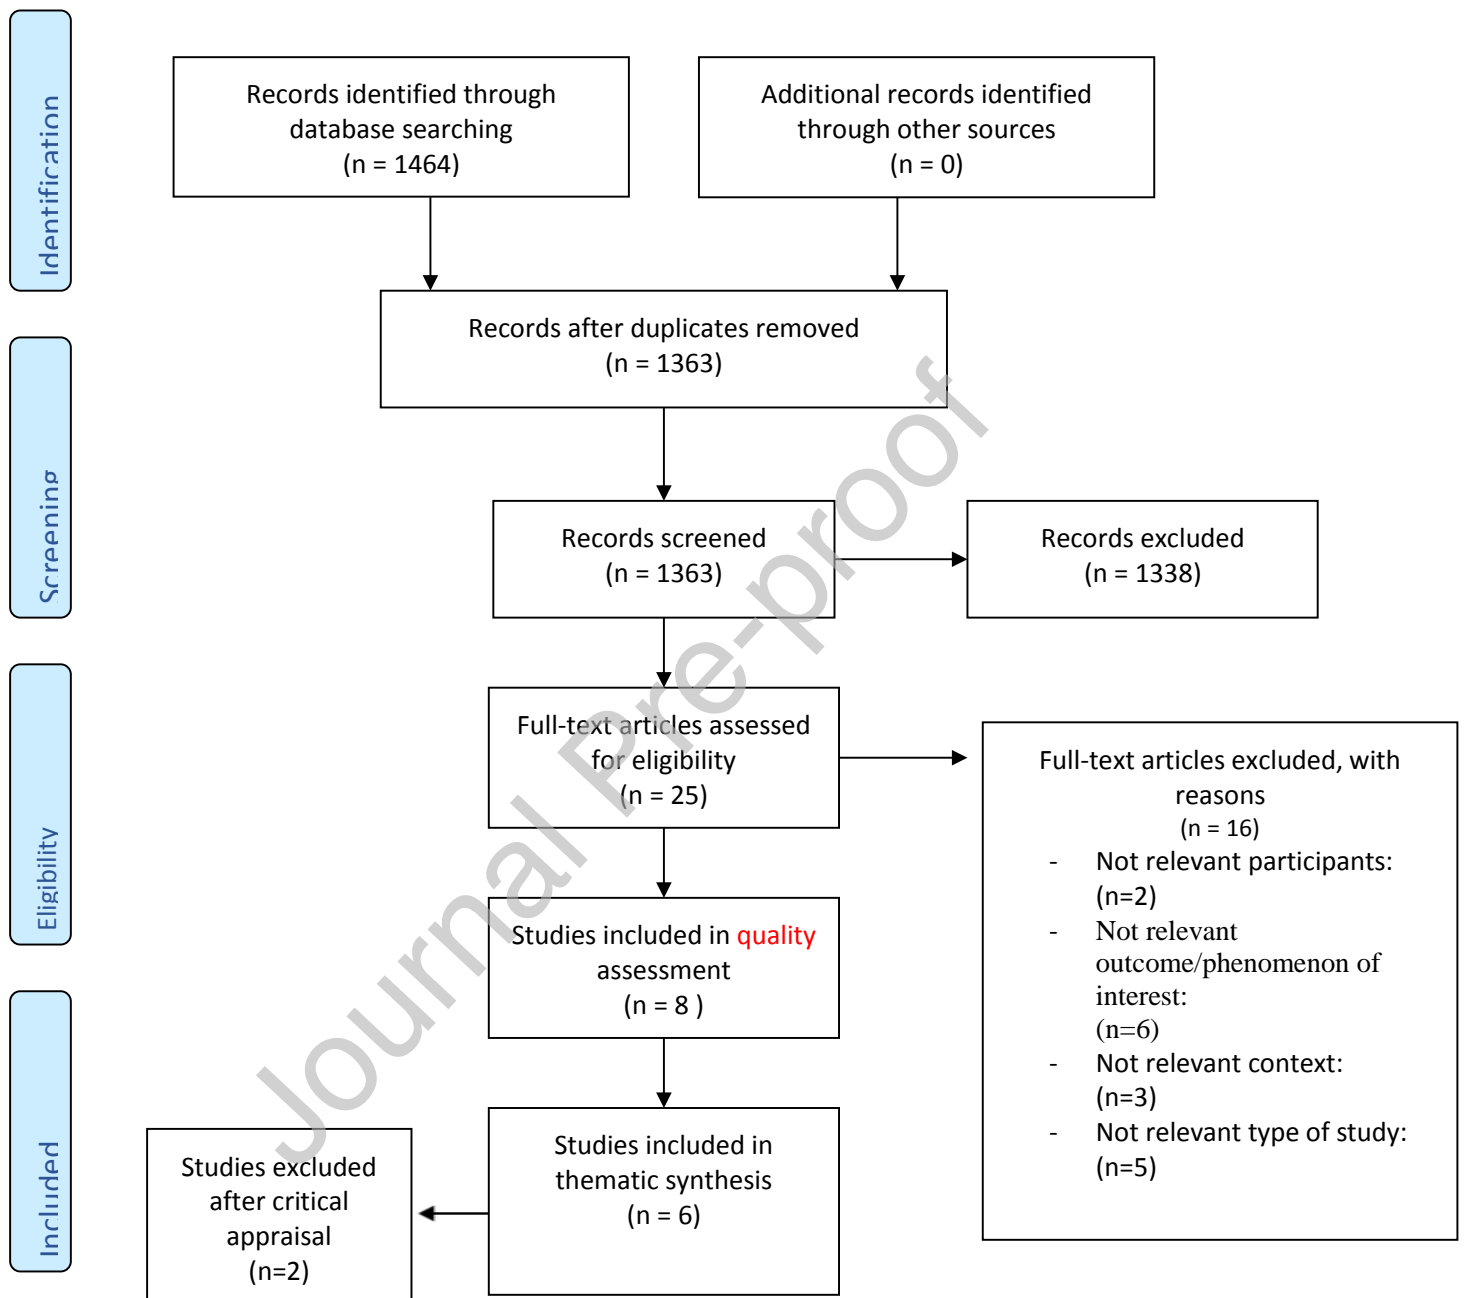 Identification
Records identified through
database searching
(n = 1464)
Additional records identified
through other sources
(n = 0)
Records after duplicates removed
(n = 1363)
Screening
Records screened
(n = 1363)
Records excluded
(n = 1338)
Eligibility
Full-text articles assessed
for eligibility
(n = 25)
Full-text articles excluded, with
reasons
(n = 16)
- Not relevant participants:
(n=2)
- Not relevant
outcome/phenomenon of
interest:
(n=6)
- Not relevant context:
(n=3)
- Not relevant type of study:
(n=5)
Studies included in quality
assessment
(n = 8 )
Included
Studies included in
thematic synthesis
(n = 6)
Studies excluded
after critical
appraisal
(n=2)
Journal Pre-proof